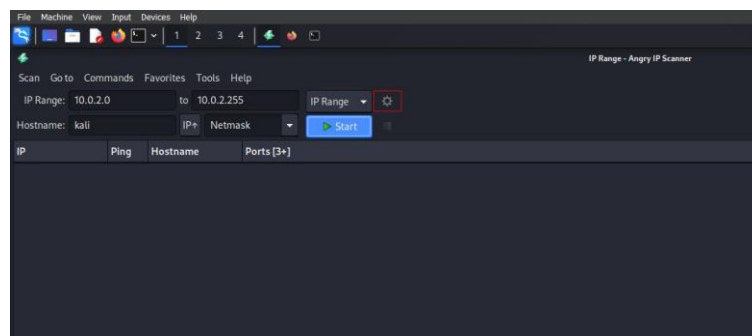 File Machine View Input Devices Help
1 2 3 4
IP Range - Angry IP Scanner
Scan Go to Commands Favorites Tools Help
IP Range: 10.0.2.0 to 10.0.2.255 IP Range
Hostname: kali IP↑ Netmask Start
IP Ping Hostname Ports [3+]